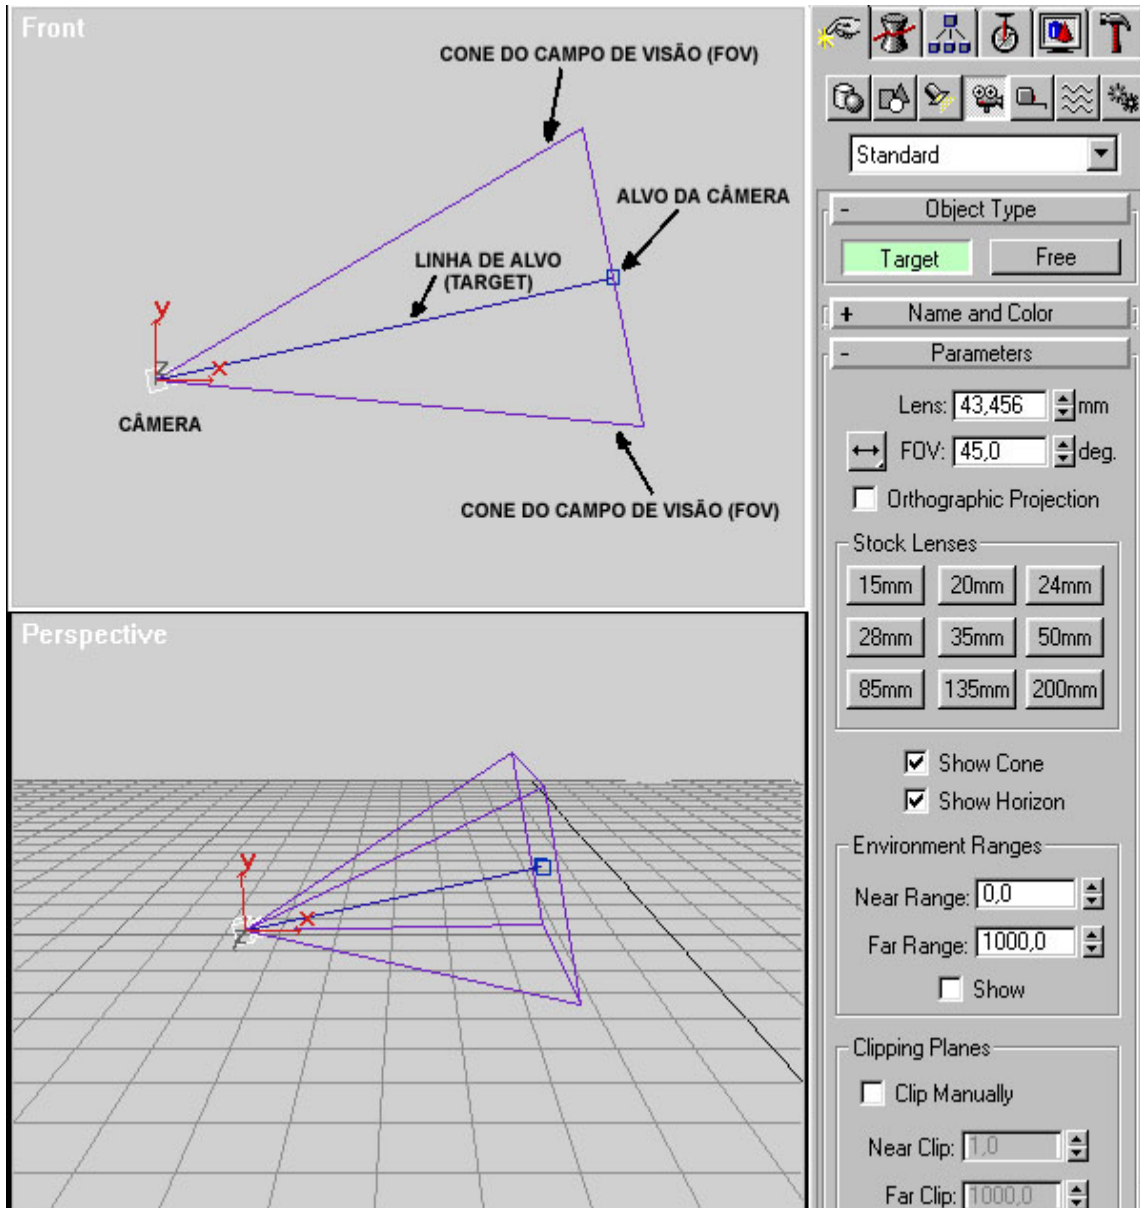 Front
CONE DO CAMPO DE VISÃO (FOV)
ALVO DA CÂMERA
LINHA DE ALVO
(TARGET)
y
z
x
CÂMERA
CONE DO CAMPO DE VISÃO (FOV)
Perspective
y
z
x
Standard
- Object Type
Target Free
+ Name and Color
- Parameters
Lens: 43,456 mm
FOV: 45,0 deg.
Orthographic Projection
Stock Lenses
15mm 20mm 24mm
28mm 35mm 50mm
85mm 135mm 200mm
Show Cone
Show Horizon
Environment Ranges
Near Range: 0,0
Far Range: 1000,0
Show
Clipping Planes
Clip Manually
Near Clip: 1,0
Far Clip: 1000,0